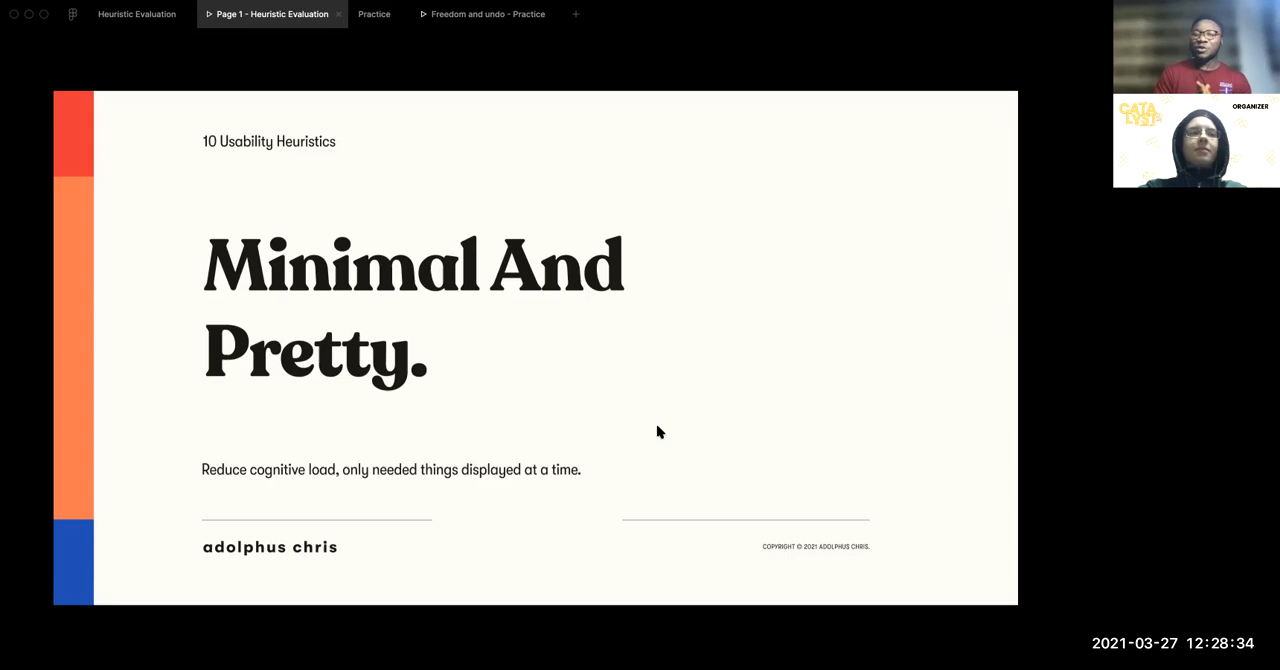 Heuristic Evaluation
Page 1 - Heuristic Evaluation
Practice
Freedom and undo - Practice
CATA
LYSTS
ORGANIZER
10 Usability Heuristics
Minimal And
Pretty.
Reduce cognitive load, only needed things displayed at a time.
adolphus chris
COPYRIGHT © 2021 ADOLPHUS CHRIS.
2021-03-27 12:28:34